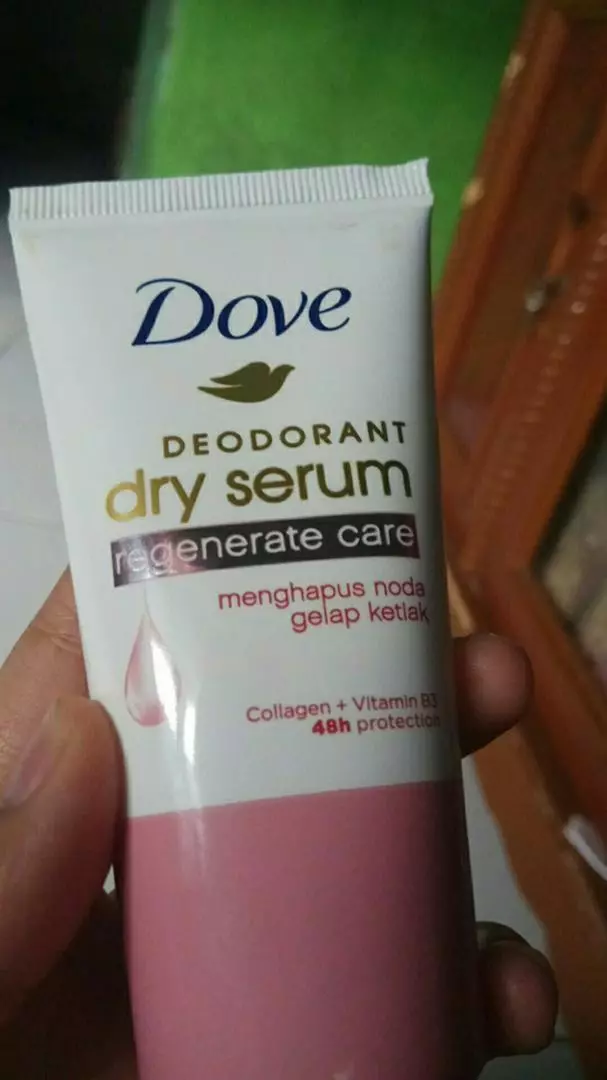 Dove
DEODORANT
dry serum
regenerate care
menghapus noda
gelap ketiak
Collagen + Vitamin B3
48h protection